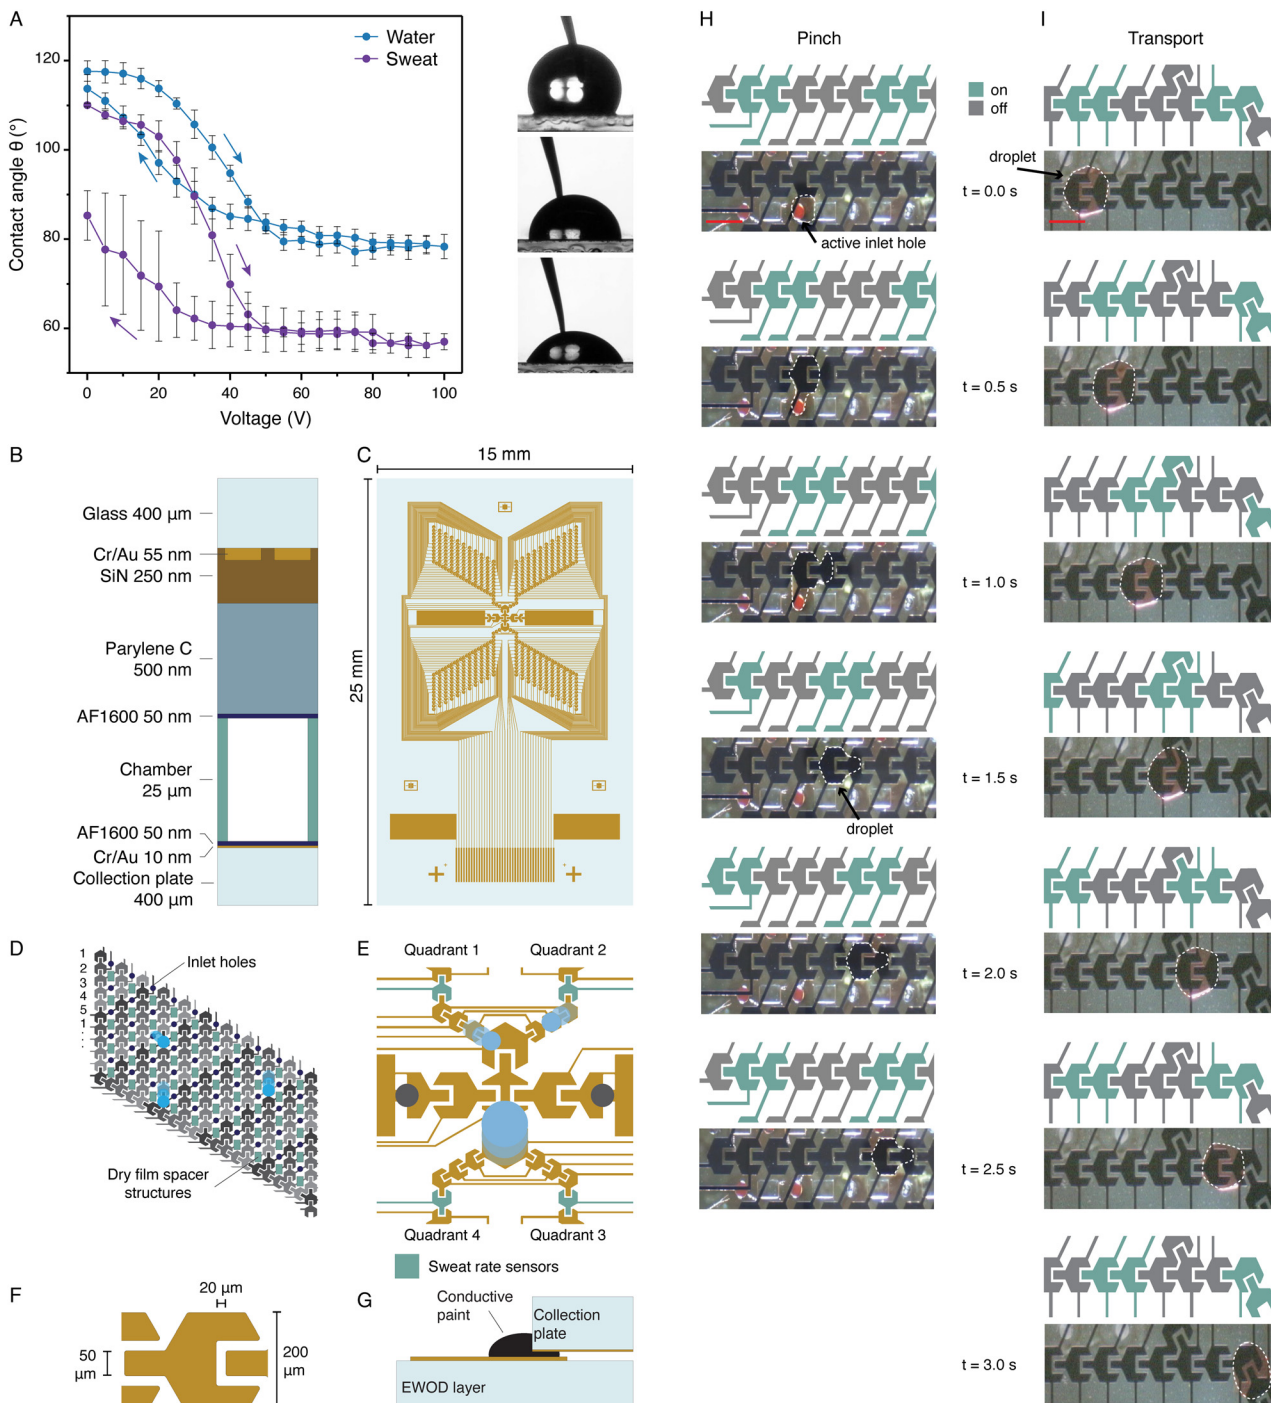 A
Water
Sweat
120
100
80
60
Contact angle θ (°)
0
20
40
60
80
100
Voltage (V)
B
Glass 400 µm
Cr/Au 55 nm
SiN 250 nm
Parylene C
500 nm
AF1600 50 nm
Chamber
25 µm
AF1600 50 nm
Cr/Au 10 nm
Collection plate
400 µm
C
15 mm
25 mm
D
1
2
3
4
5
1
Inlet holes
Dry film spacer
structures
E
Quadrant 1
Quadrant 2
Quadrant 4
Quadrant 3
Sweat rate sensors
F
20 µm
50
µm
200
µm
G
Conductive
paint
Collection
plate
EWOD layer
H
Pinch
active inlet hole
droplet
on
off
t = 0.0 s
t = 0.5 s
t = 1.0 s
t = 1.5 s
t = 2.0 s
t = 2.5 s
t = 3.0 s
I
Transport
droplet